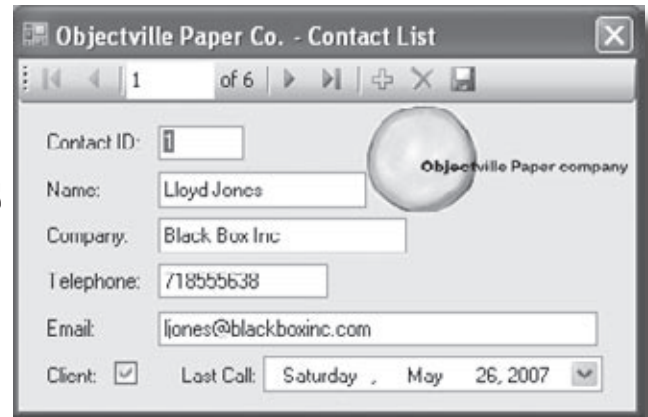 Objectville Paper Co. - Contact List
1 of 6
Contact ID: 1
Objectville Paper company
Name: Lloyd Jones
Company: Black Box Inc
Telephone: 718555638
Email: ljones@blackboxinc.com
Client: Last Call: Saturday , May 26, 2007